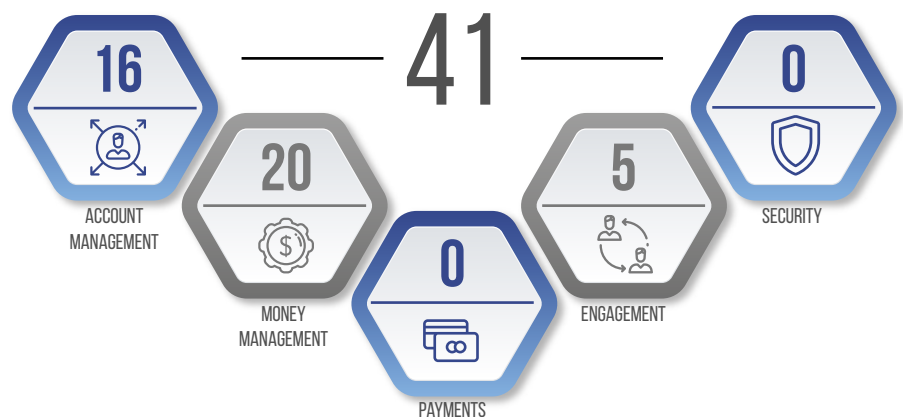 41
16
ACCOUNT
MANAGEMENT
20
$
MONEY
MANAGEMENT
0
PAYMENTS
5
ENGAGEMENT
0
SECURITY